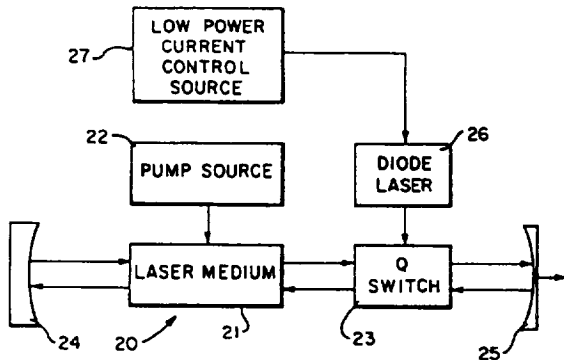 LOW POWER
CURRENT
CONTROL
SOURCE
27
22
PUMP SOURCE
26
DIODE
LASER
LASER MEDIUM
Q
SWITCH
24
20
21
23
25